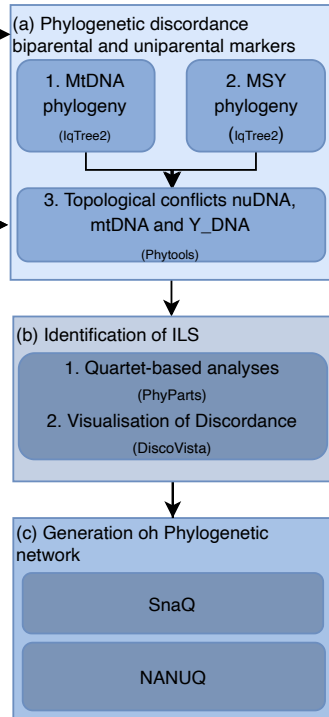 (a) Phylogenetic discordance
biparental and uniparental markers
1. MtDNA
phylogeny
(IqTree2)
2. MSY
phylogeny
(IqTree2)
3. Topological conflicts nuDNA,
mtDNA and Y_DNA
(Phytools)
(b) Identification of ILS
1. Quartet-based analyses
(PhyParts)
2. Visualisation of Discordance
(DiscoVista)
(c) Generation oh Phylogenetic
network
SnaQ
NANUQ